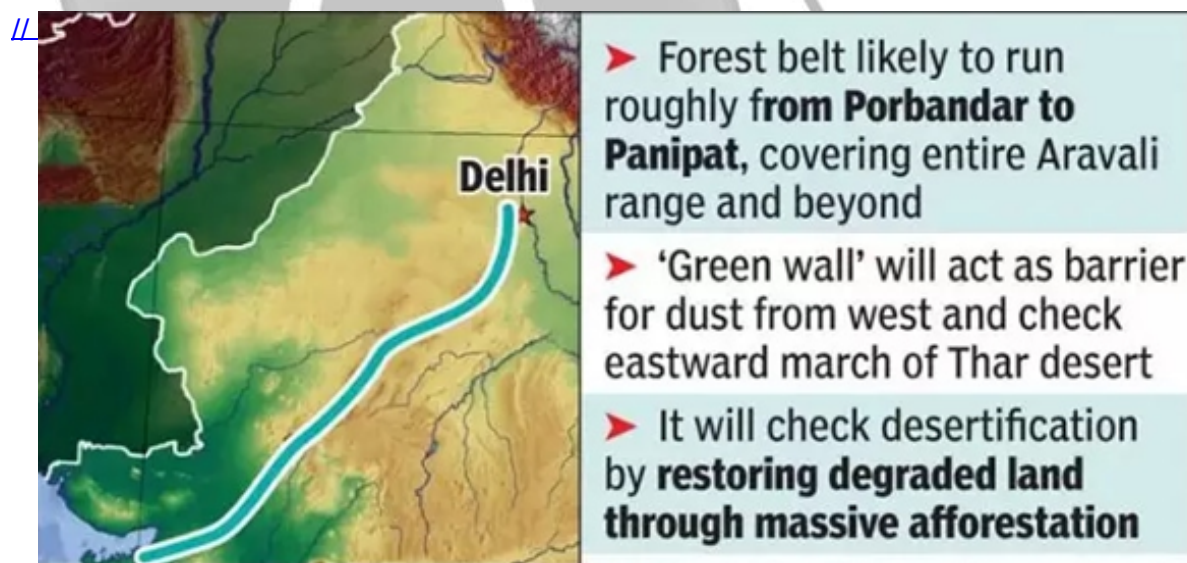 //
Delhi
➤ Forest belt likely to run
roughly from Porbandar to
Panipat, covering entire Aravali
range and beyond
➤ ‘Green wall’ will act as barrier
for dust from west and check
eastward march of Thar desert
➤ It will check desertification
by restoring degraded land
through massive afforestation